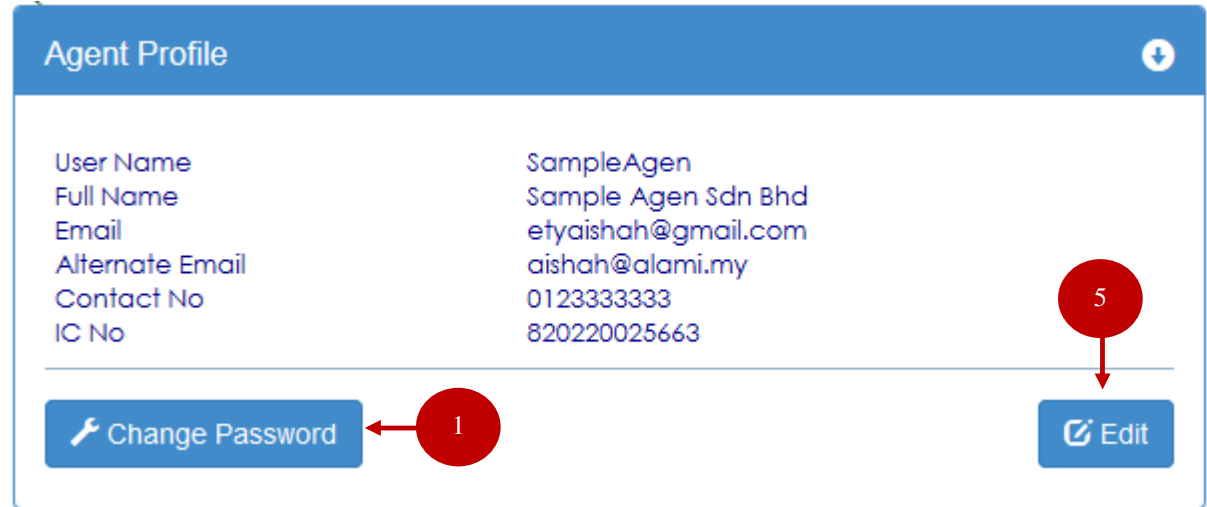 Agent Profile
User Name SampleAgen
Full Name Sample Agen Sdn Bhd
Email etyaishah@gmail.com
Alternate Email aishah@alami.my
Contact No 0123333333
IC No 820220025663
5
Change Password 1 Edit